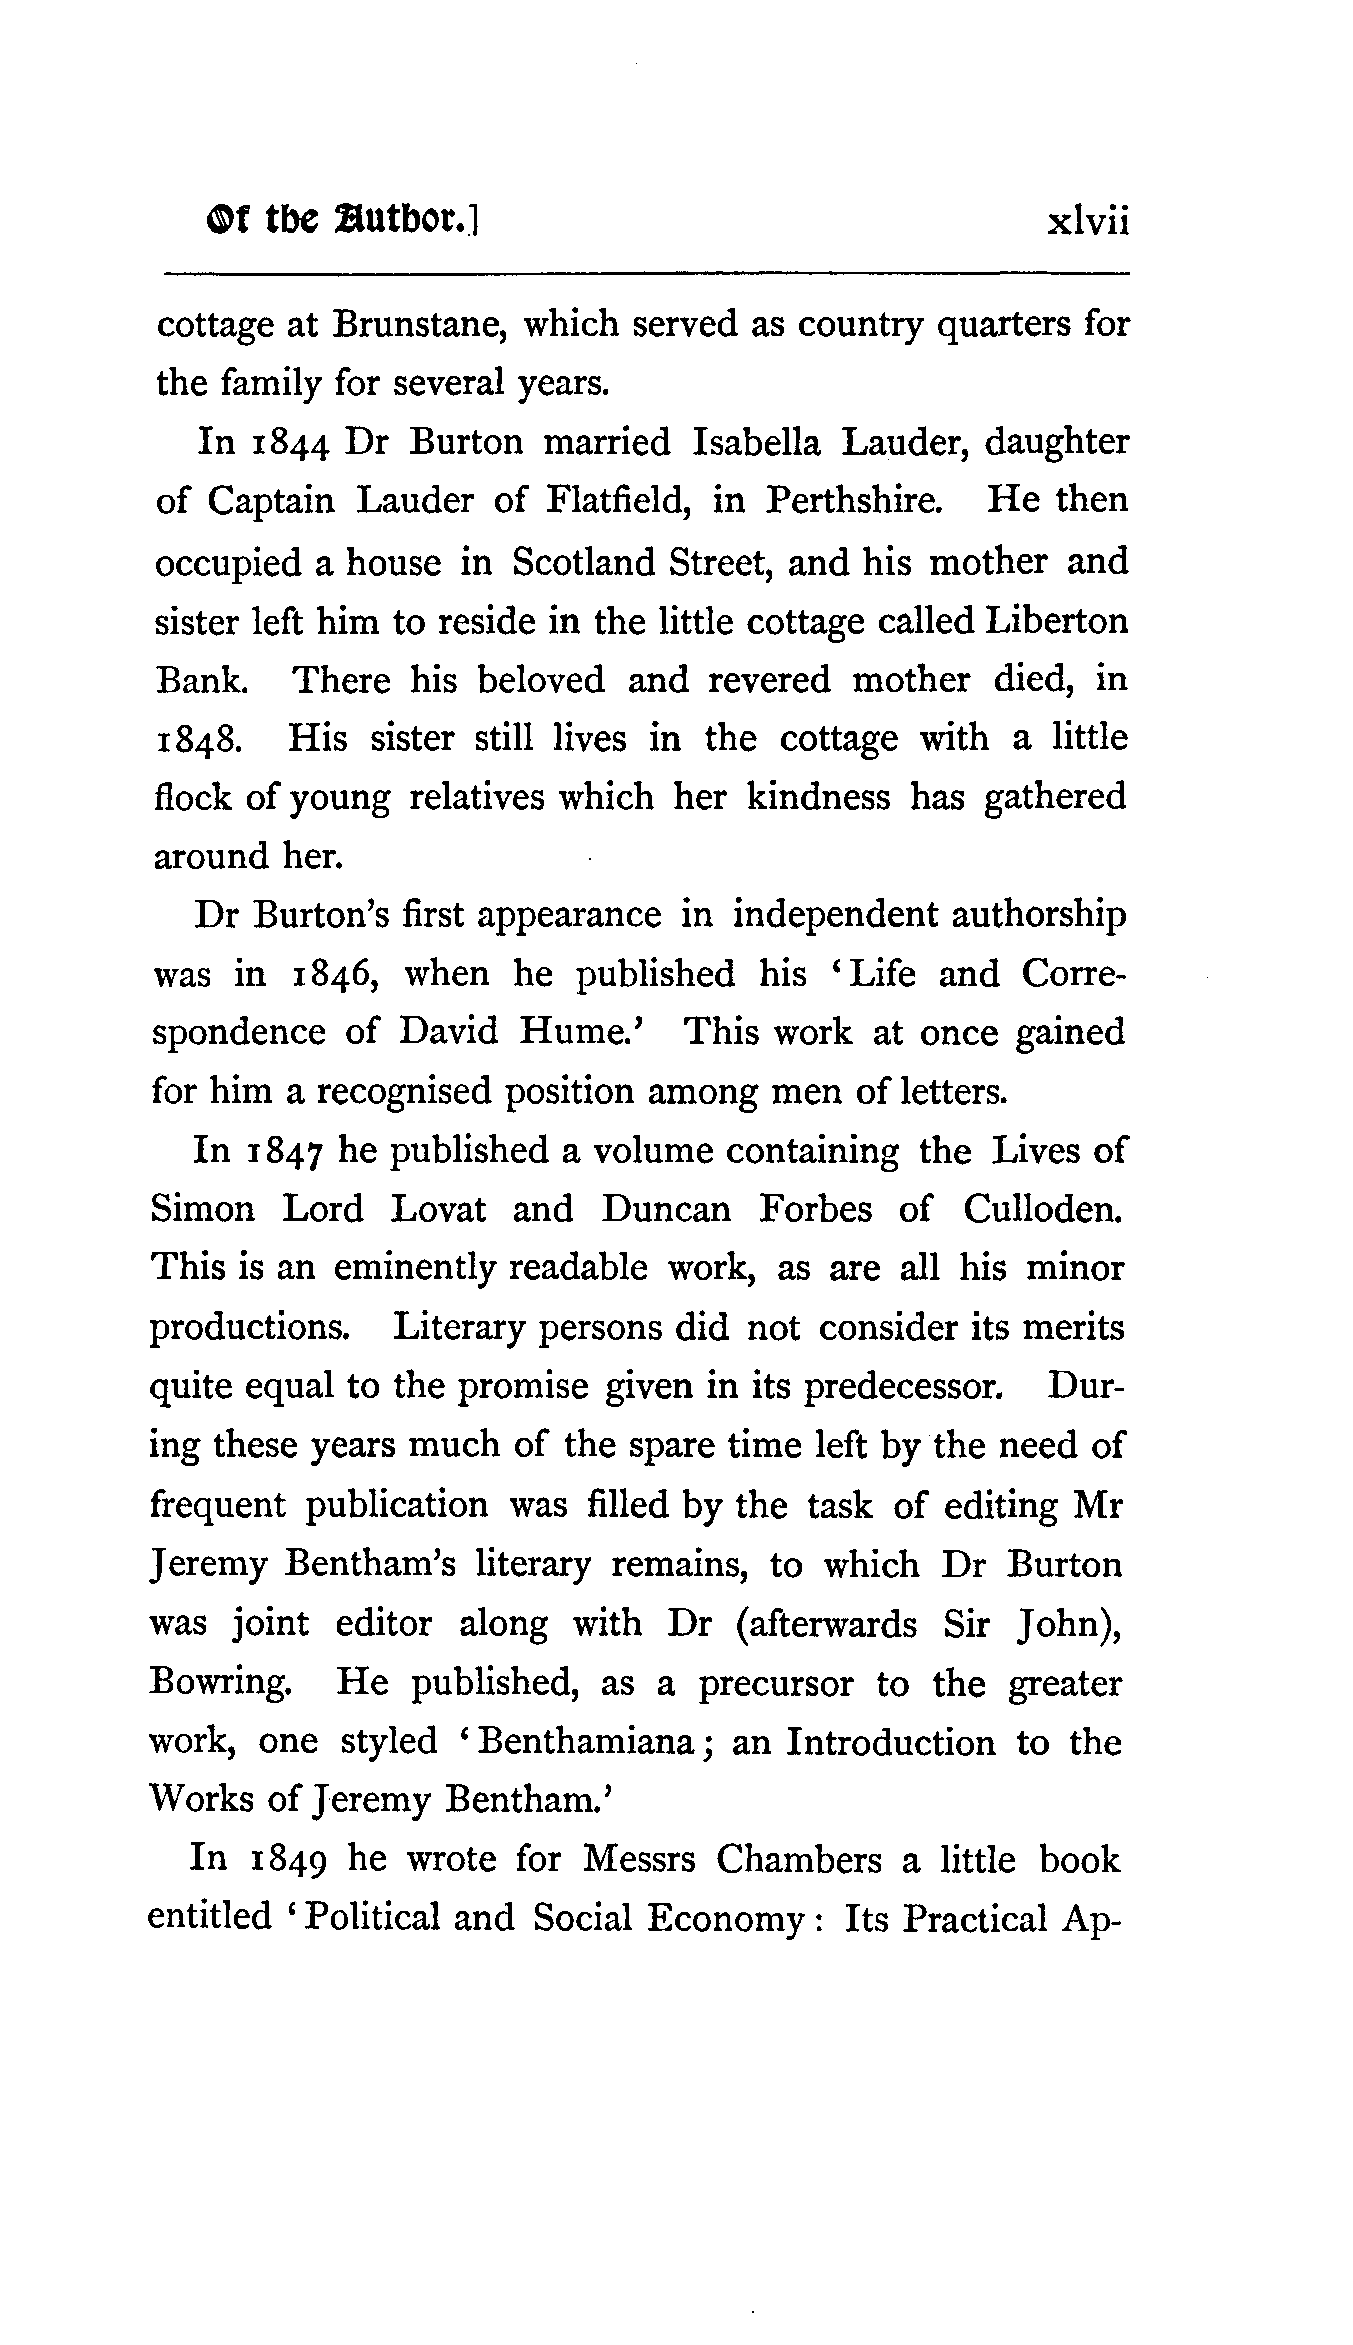 Of the Author.] xlvii
cottage at Brunstane, which served as country quarters for
the family for several years.
In 1844 Dr Burton married Isabella Lauder, daughter
of Captain Lauder of Flatfield, in Perthshire. He then
occupied a house in Scotland Street, and his mother and
sister left him to reside in the little cottage called Liberton
Bank. There his beloved and revered mother died, in
1848. His sister still lives in the cottage with a little
flock of young relatives which her kindness has gathered
around her.
Dr Burton's first appearance in independent authorship
was in 1846, when he published his ‘Life and Corre-
spondence of David Hume.’ This work at once gained
for him a recognised position among men of letters.
In 1847 he published a volume containing the Lives of
Simon Lord Lovat and Duncan Forbes of Culloden.
This is an eminently readable work, as are all his minor
productions. Literary persons did not consider its merits
quite equal to the promise given in its predecessor. Dur-
ing these years much of the spare time left by the need of
frequent publication was filled by the task of editing Mr
Jeremy Bentham's literary remains, to which Dr Burton
was joint editor along with Dr (afterwards Sir John),
Bowring. He published, as a precursor to the greater
work, one styled ‘Benthamiana; an Introduction to the
Works of Jeremy Bentham.’
In 1849 he wrote for Messrs Chambers a little book
entitled ‘Political and Social Economy: Its Practical Ap-